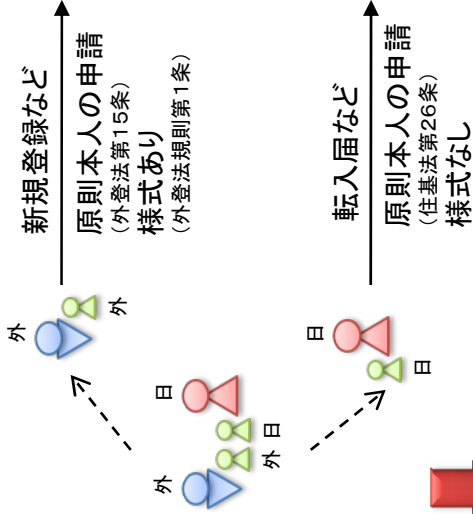 新規登録など
原則本人の申請
(外登法第15条)
様式あり
(外登法規則第1条)
外
外
外
外
日
日
転入届など
原則本人の申請
(住基法第26条)
様式なし
日
日